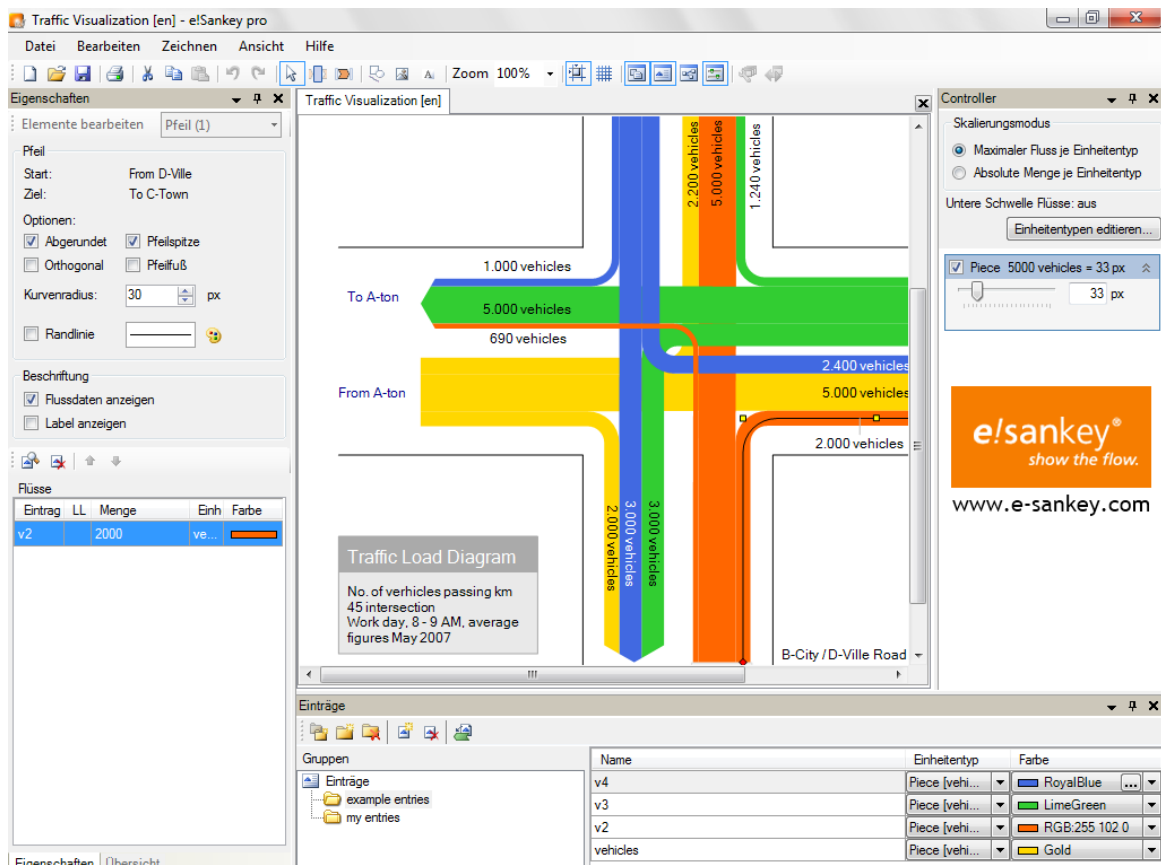 Traffic Visualization [en] - e!Sankey pro
Datei Bearbeiten Zeichnen Ansicht Hilfe
Zoom 100%
Eigenschaften
Elemente bearbeiten Pfeil (1)
Pfeil
Start: From D-Ville
Ziel: To C-Town
Optionen:
Abgerundet Pfeilspitze
Orthogonal Pfeilfuß
Kurvenradius: 30 px
Randlinie
Beschriftung
Flussdaten anzeigen
Label anzeigen
Flüsse
Eintrag LL Menge Einh Farbe
v2 2000 ve...
Eigenschaften Übersicht
Traffic Visualization [en]
2.200 vehicles
5.000 vehicles
1.240 vehicles
1.000 vehicles
To A-ton
5.000 vehicles
690 vehicles
2.400 vehicles
From A-ton
5.000 vehicles
2.000 vehicles
2.000 vehicles
3.000 vehicles
3.000 vehicles
Traffic Load Diagram
No. of verhicles passing km
45 intersection
Work day, 8 - 9 AM, average
figures May 2007
B-City / D-Ville Road
Controller
Skalierungsmodus
Maximaler Fluss je Einheitentyp
Absolute Menge je Einheitentyp
Untere Schwelle Flüsse: aus
Einheitentypen editieren...
Piece 5000 vehicles = 33 px
33 px
e!sankey®
show the flow.
www.e-sankey.com
Einträge
Gruppen
Einträge
example entries
my entries
Name Einheitentyp Farbe
v4 Piece [vehi... RoyalBlue ...
v3 Piece [vehi... LimeGreen
v2 Piece [vehi... RGB:255 102 0
vehicles Piece [vehi... Gold